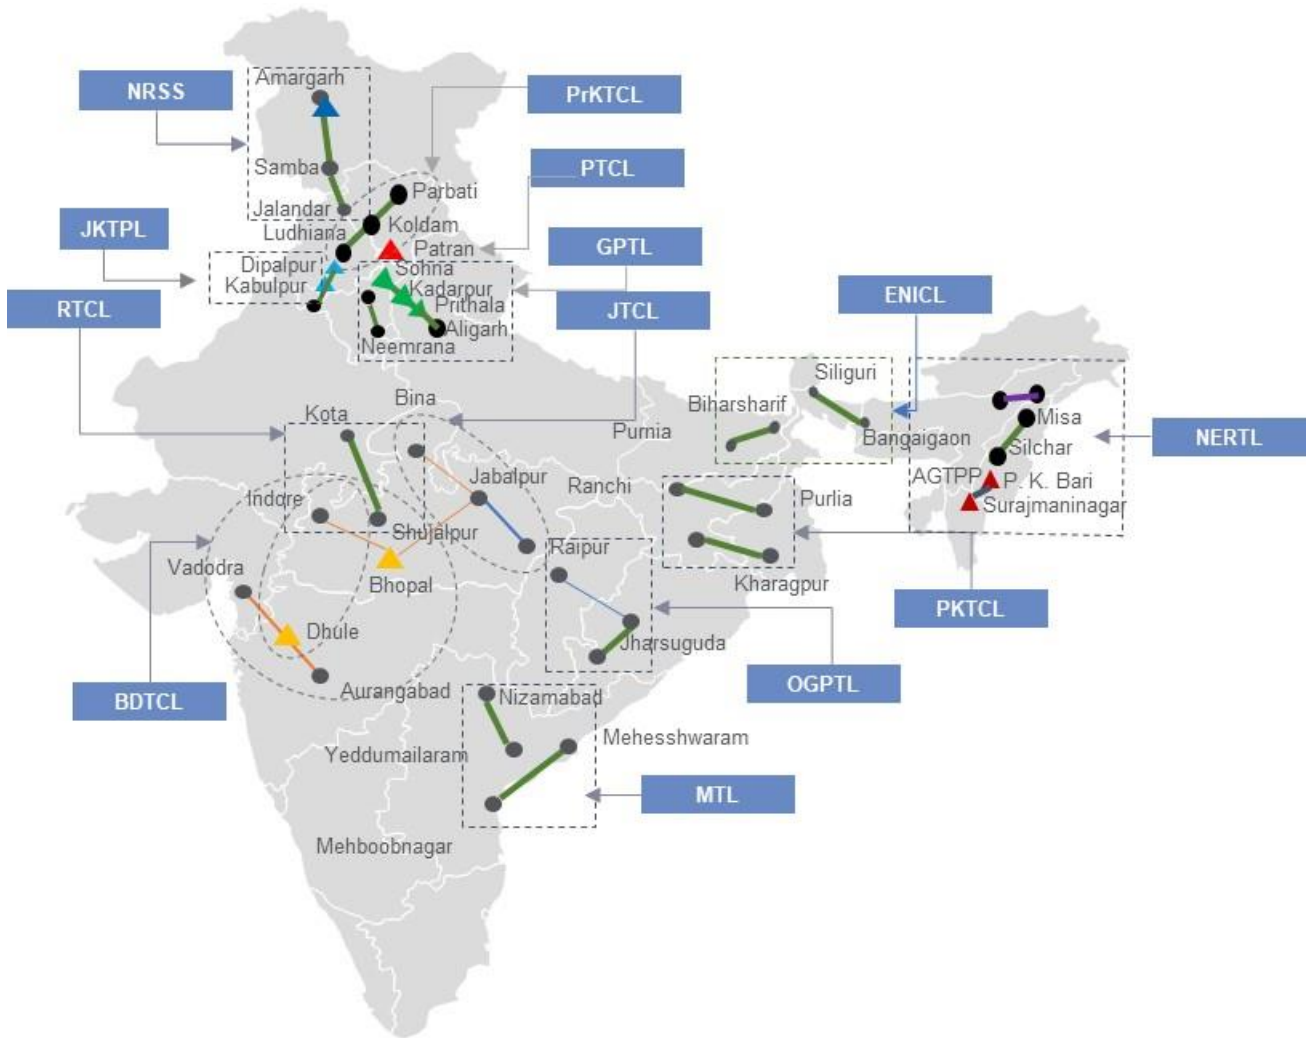 Amargarh
NRSS
PrKTCL
Samba
PTCL
Parbati
Jalandar
Koldam
JKTPL
Ludhiana
GPTL
Patran
Dipalpur
Sohna
Kabulpur
Kadarpur
ENICL
RTCL
Prithala
JTCL
Aligarh
Neemrana
Siliguri
Bina
Biharsharif
Kota
Misa
Purnia
Bangaigaon
NERTL
Silchar
Jabalpur
AGTPP
P. K. Bari
Ranchi
Indore
Purlia
Surajmaninagar
Shujalpur
Raipur
BDTCL
Vadodra
Bhopal
Kharagpur
PKTCL
Dhule
Jharsuguda
OGPTL
Aurangabad
Nizamabad
Mehesshwaram
Yeddumailaram
MTL
Mehboobnagar